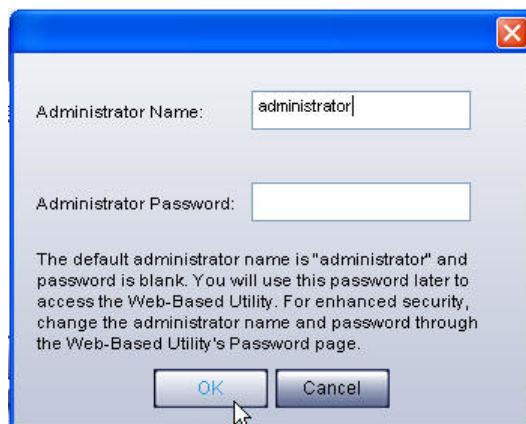 Administrator Name: administrator
Administrator Password:
The default administrator name is "administrator" and
password is blank. You will use this password later to
access the Web-Based Utility. For enhanced security,
change the administrator name and password through
the Web-Based Utility's Password page.
OK Cancel